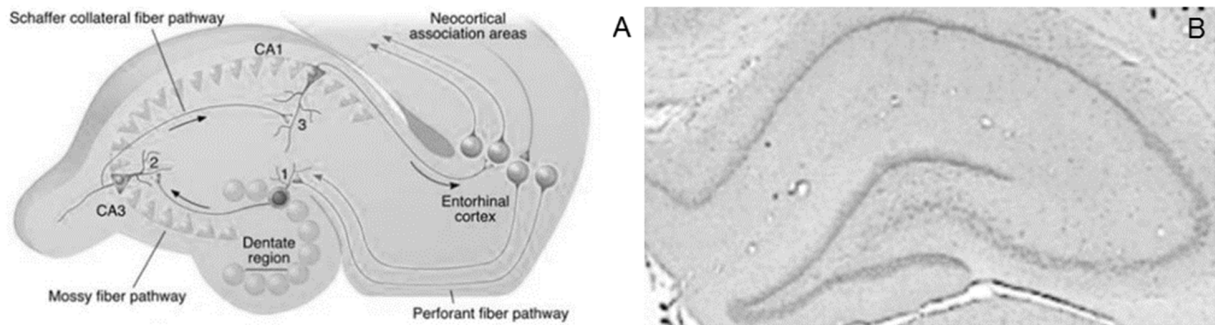 Schaffer collateral fiber pathway
CA1
Neocortical
association areas
A
B
3
2
1
CA3
Entorhinal
cortex
Dentate
region
Mossy fiber pathway
Perforant fiber pathway